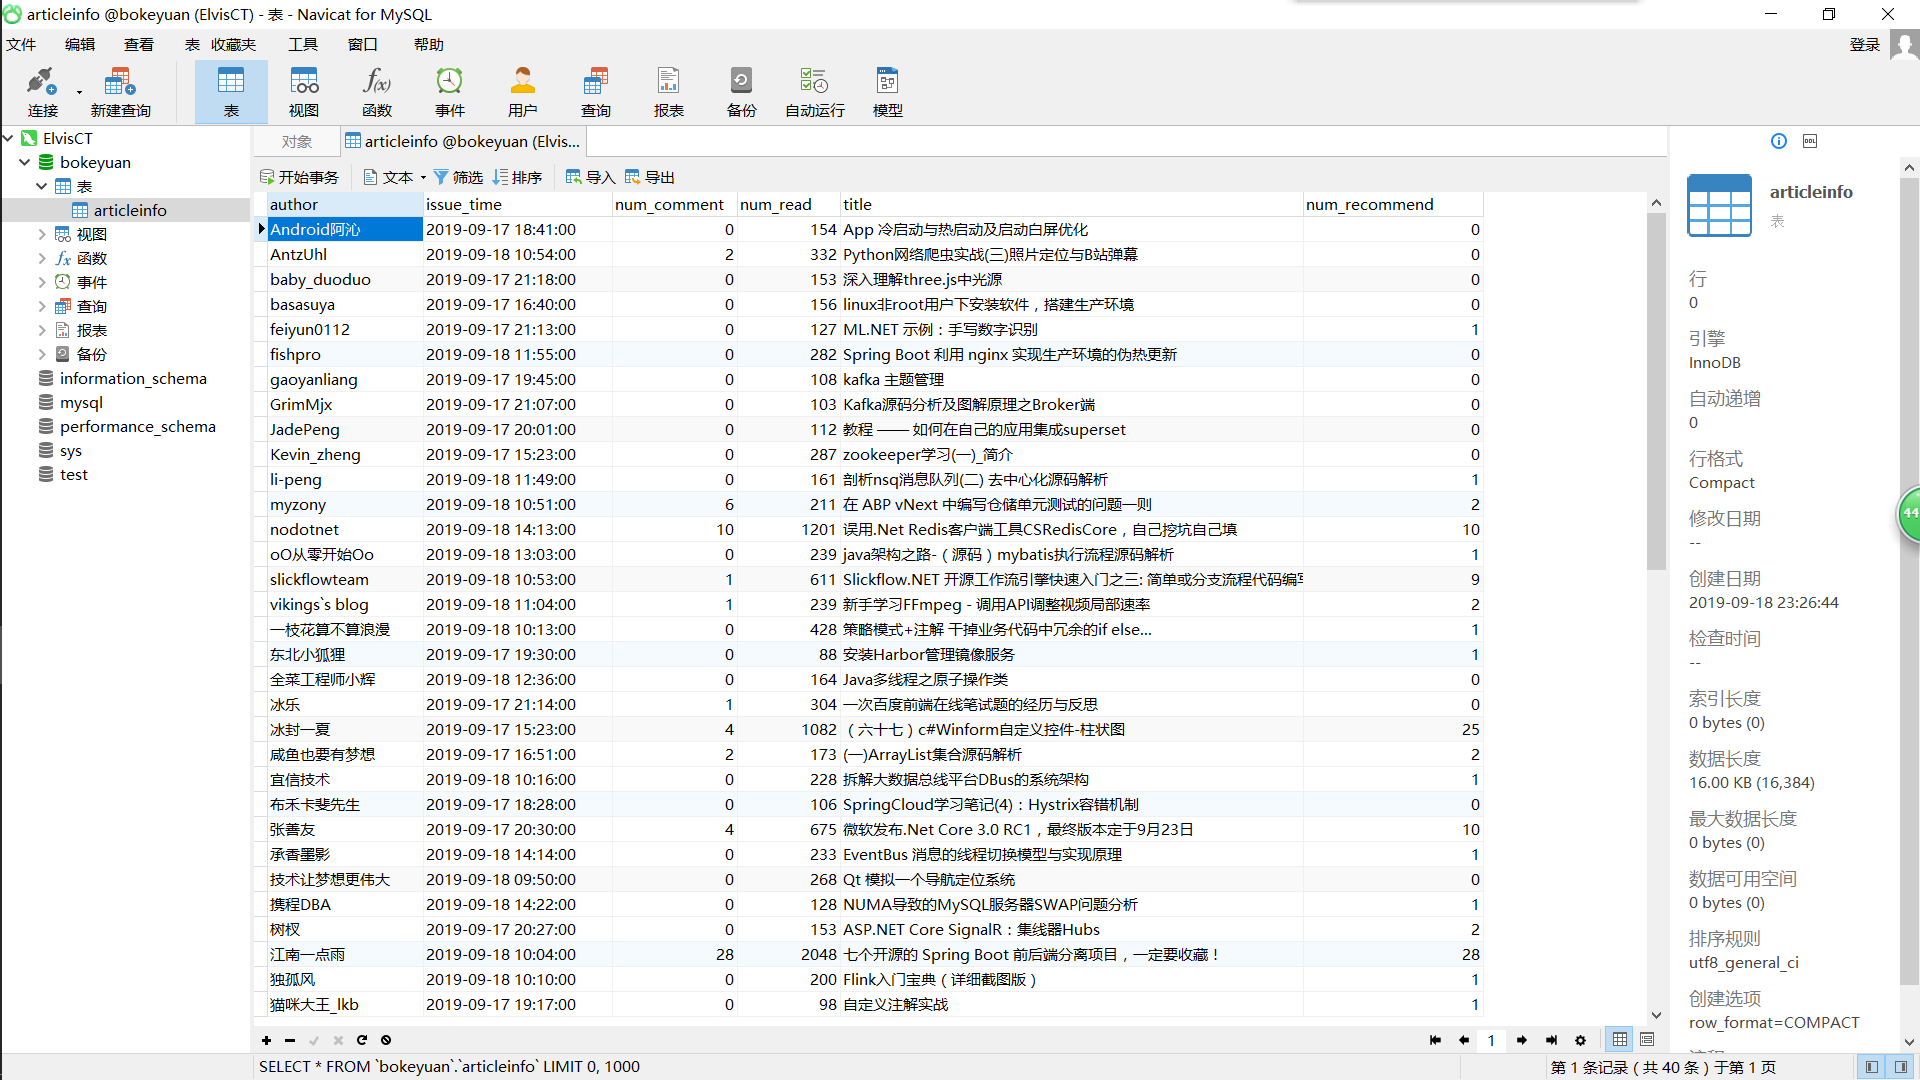 articleinfo @bokeyuan (ElvisCT) - 表 - Navicat for MySQL
文件 编辑 查看 表 收藏夹 工具 窗口 帮助 登录
连接 新建查询 表 视图 函数 事件 用户 查询 报表 备份 自动运行 模型
ElvisCT
bokeyuan
表
articleinfo
视图
函数
事件
查询
报表
备份
information_schema
mysql
performance_schema
sys
test
对象 articleinfo @bokeyuan (Elvis...
开始事务 文本 筛选 排序 导入 导出
author issue_time num_comment num_read title num_recommend
Android阿沁 2019-09-17 18:41:00 0 154 App 冷启动与热启动及启动白屏优化 0
AntzUhl 2019-09-18 10:54:00 2 332 Python网络爬虫实战(三)照片定位与B站弹幕 0
baby_duoduo 2019-09-17 21:18:00 0 153 深入理解three.js中光源 0
basasuya 2019-09-17 16:40:00 0 156 linux非root用户下安装软件，搭建生产环境 0
feiyun0112 2019-09-17 21:13:00 0 127 ML.NET 示例：手写数字识别 1
fishpro 2019-09-18 11:55:00 0 282 Spring Boot 利用 nginx 实现生产环境的伪热更新 0
gaoyanliang 2019-09-17 19:45:00 0 108 kafka 主题管理 0
GrimMjx 2019-09-17 21:07:00 0 103 Kafka源码分析及图解原理之Broker端 0
JadePeng 2019-09-17 20:01:00 0 112 教程 —— 如何在自己的应用集成superset 0
Kevin_zheng 2019-09-17 15:23:00 0 287 zookeeper学习(一)_简介 0
li-peng 2019-09-18 11:49:00 0 161 剖析nsq消息队列(二) 去中心化源码解析 1
myzony 2019-09-18 10:51:00 6 211 在 ABP vNext 中编写仓储单元测试的问题一则 2
nodotnet 2019-09-18 14:13:00 10 1201 误用.Net Redis客户端工具CSRedisCore，自己挖坑自己填 10
oO从零开始Oo 2019-09-18 13:03:00 0 239 java架构之路-（源码）mybatis执行流程源码解析 1
slickflowteam 2019-09-18 10:53:00 1 611 Slickflow.NET 开源工作流引擎快速入门之三: 简单或分支流程代码编写 9
vikings`s blog 2019-09-18 11:04:00 1 239 新手学习FFmpeg - 调用API调整视频局部速率 2
一枝花算不算浪漫 2019-09-18 10:13:00 0 428 策略模式+注解 干掉业务代码中冗余的if else... 1
东北小狐狸 2019-09-17 19:30:00 0 88 安装Harbor管理镜像服务 1
全菜工程师小辉 2019-09-18 12:36:00 0 164 Java多线程之原子操作类 0
冰乐 2019-09-17 21:14:00 1 304 一次百度前端在线笔试题的经历与反思 0
冰封一夏 2019-09-17 15:23:00 4 1082 （六十七）c#Winform自定义控件-柱状图 25
咸鱼也要有梦想 2019-09-17 16:51:00 2 173 (一)ArrayList集合源码解析 2
宜信技术 2019-09-18 10:16:00 0 228 拆解大数据总线平台DBus的系统架构 1
布禾卡斐先生 2019-09-17 18:28:00 0 106 SpringCloud学习笔记(4)：Hystrix容错机制 0
张善友 2019-09-17 20:30:00 4 675 微软发布.Net Core 3.0 RC1，最终版本定于9月23日 10
承香墨影 2019-09-18 14:14:00 0 233 EventBus 消息的线程切换模型与实现原理 1
技术让梦想更伟大 2019-09-18 09:50:00 0 268 Qt 模拟一个导航定位系统 0
携程DBA 2019-09-18 14:22:00 0 128 NUMA导致的MySQL服务器SWAP问题分析 1
树杈 2019-09-17 20:27:00 0 153 ASP.NET Core SignalR：集线器Hubs 2
江南一点雨 2019-09-18 10:04:00 28 2048 七个开源的 Spring Boot 前后端分离项目，一定要收藏！ 28
独孤风 2019-09-18 10:10:00 0 200 Flink入门宝典（详细截图版） 1
猫咪大王_lkb 2019-09-17 19:17:00 0 98 自定义注解实战 1
1
SELECT * FROM `bokeyuan`.`articleinfo` LIMIT 0, 1000
第 1 条记录（共 40 条）于第 1 页
DDL
articleinfo
表
行
0
引擎
InnoDB
自动递增
0
行格式
Compact
修改日期
--
创建日期
2019-09-18 23:26:44
检查时间
--
索引长度
0 bytes (0)
数据长度
16.00 KB (16,384)
最大数据长度
0 bytes (0)
数据可用空间
0 bytes (0)
排序规则
utf8_general_ci
创建选项
row_format=COMPACT
44